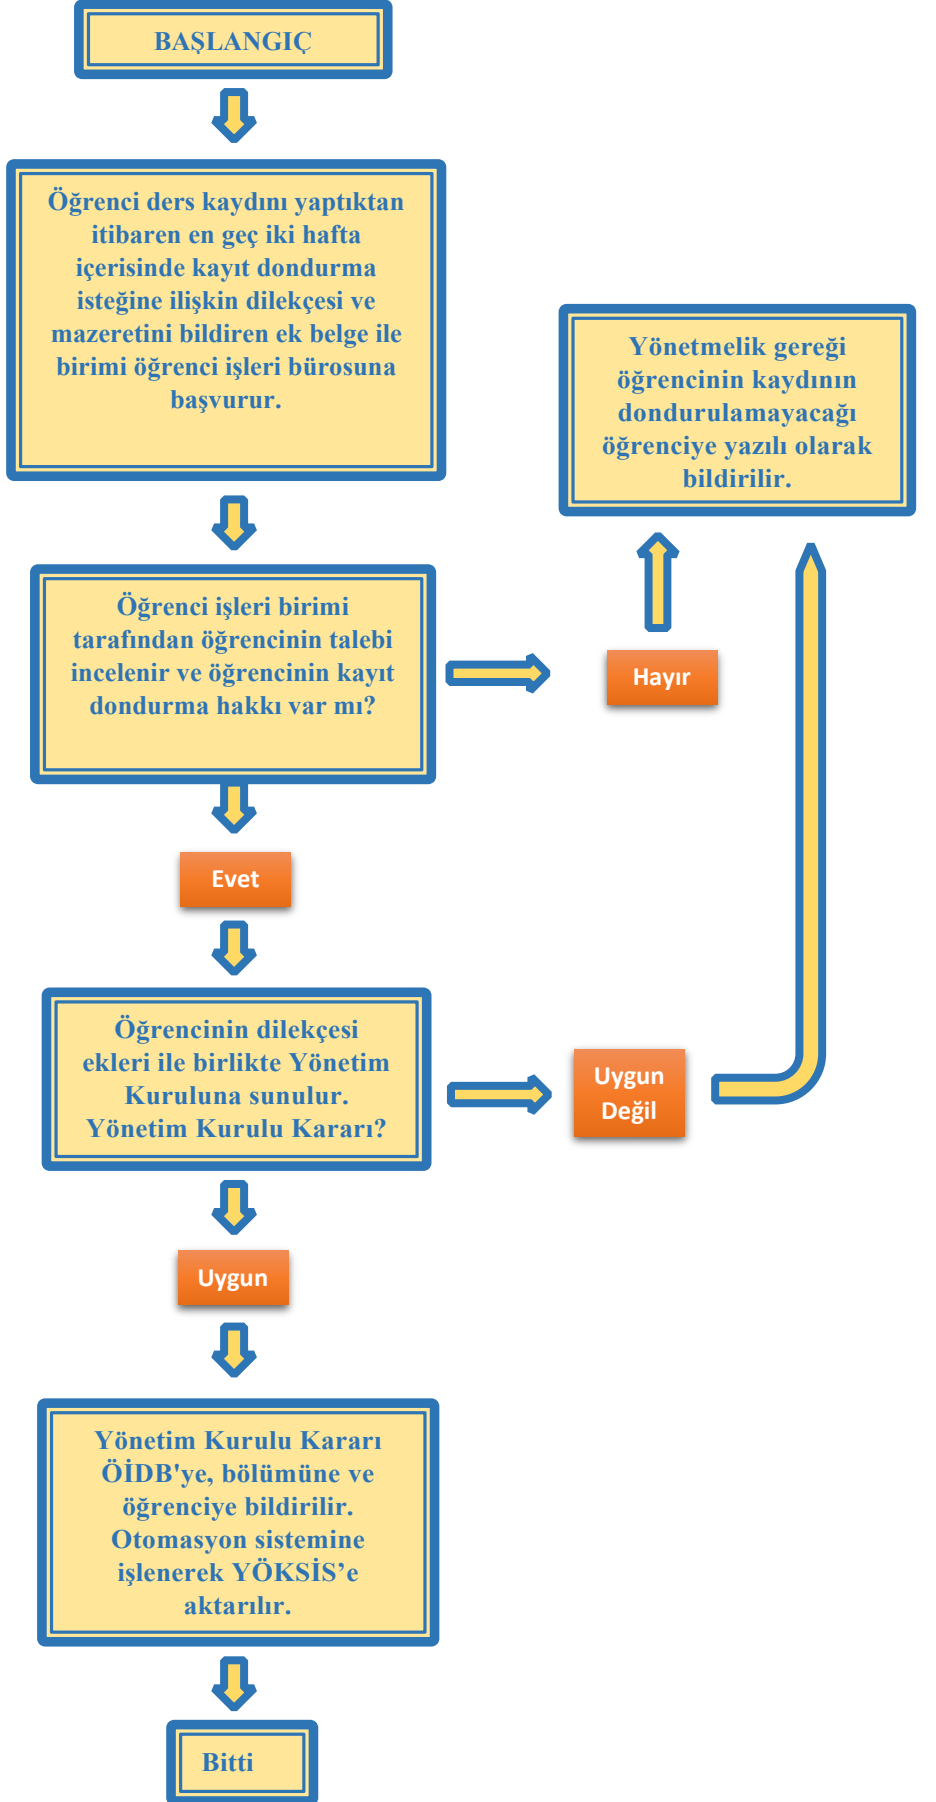 BAŞLANGIÇ
Öğrenci ders kaydını yaptıktan
itibaren en geç iki hafta
içerisinde kayıt dondurma
isteğine ilişkin dilekçesi ve
mazeretini bildiren ek belge ile
birimi öğrenci işleri bürosuna
başvurur.
Yönetmelik gereği
öğrencinin kaydının
dondurulamayacağı
öğrenciye yazılı olarak
bildirilir.
Öğrenci işleri birimi
tarafından öğrencinin talebi
incelenir ve öğrencinin kayıt
dondurma hakkı var mı?
Hayır
Evet
Öğrencinin dilekçesi
ekleri ile birlikte Yönetim
Kuruluna sunulur.
Yönetim Kurulu Kararı?
Uygun
Değil
Uygun
Yönetim Kurulu Kararı
ÖİDB'ye, bölümüne ve
öğrenciye bildirilir.
Otomasyon sistemine
işlenerek YÖKSİS’e
aktarılır.
Bitti